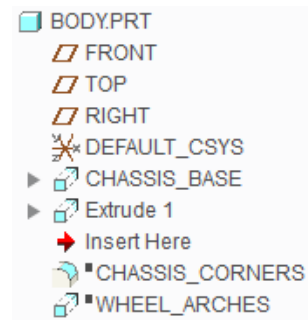 BODY.PRT
FRONT
TOP
RIGHT
DEFAULT_CSYS
CHASSIS_BASE
Extrude 1
Insert Here
CHASSIS_CORNERS
WHEEL_ARCHES